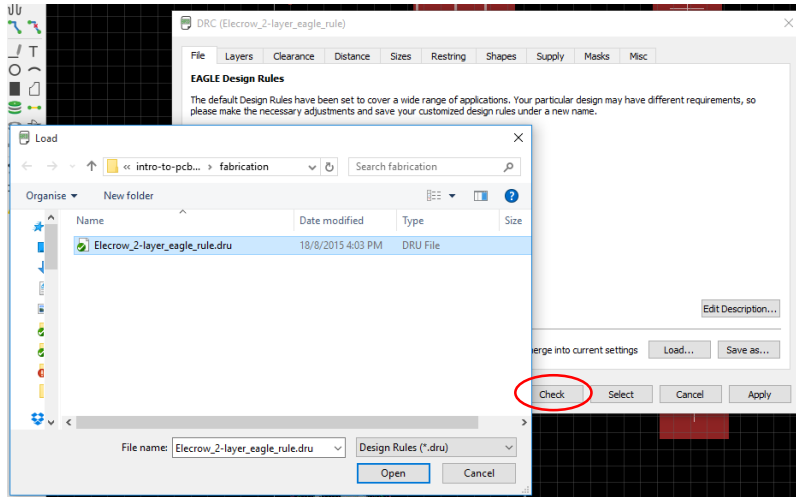 DRC (Elecrow_2-layer_eagle_rule)
File Layers Clearance Distance Sizes Restring Shapes Supply Masks Misc
EAGLE Design Rules
The default Design Rules have been set to cover a wide range of applications. Your particular design may have different requirements, so
please make the necessary adjustments and save your customized design rules under a new name.
Load
« intro-to-pcb... › fabrication
Search fabrication
Organise New folder
Name Date modified Type Size
Elecrow_2-layer_eagle_rule.dru 18/8/2015 4:03 PM DRU File
Edit Description...
merge into current settings Load... Save as...
Check Select Cancel Apply
File name: Elecrow_2-layer_eagle_rule.dru Design Rules (*.dru)
Open Cancel